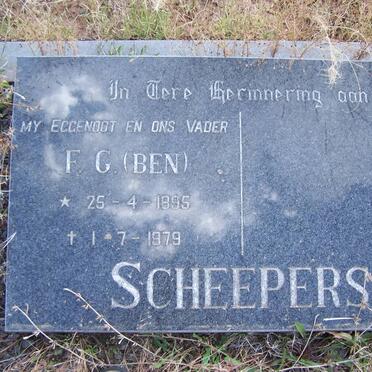 In Tere Herinnering aan
MY EGGENOOT EN ONS VADER
F. G. (BEN)
★ 25 - 4 - 1895
† 1 - 7 - 1979
SCHEEPERS